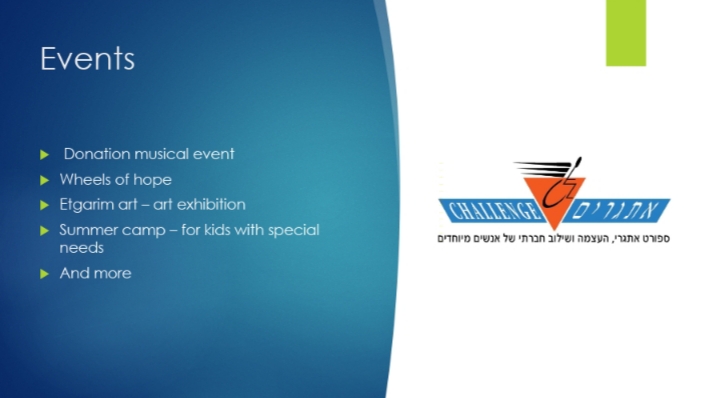 Events
Donation musical event
Wheels of hope
Etgarim art – art exhibition
Summer camp – for kids with special
needs
And more
CHALLENGE אתגרים
ספורט אתגרי, העצמה ושילוב חברתי של אנשים מיוחדים